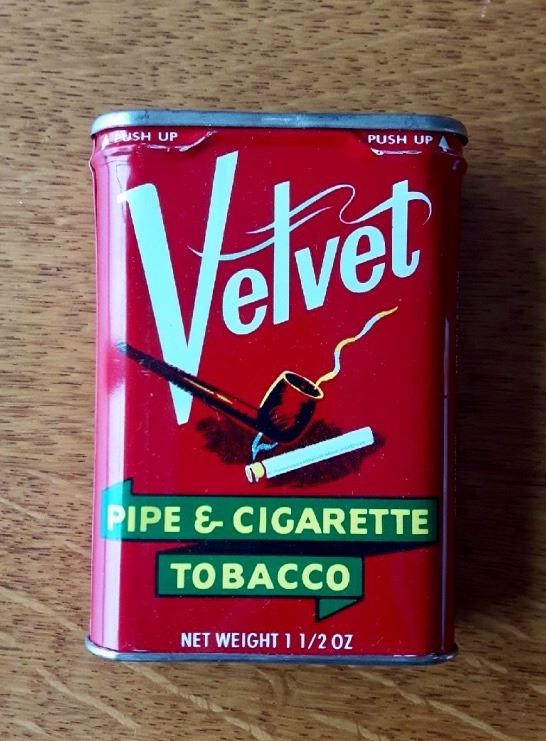 PUSH UP PUSH UP
Velvet
PIPE & CIGARETTE
TOBACCO
NET WEIGHT 1 1/2 OZ